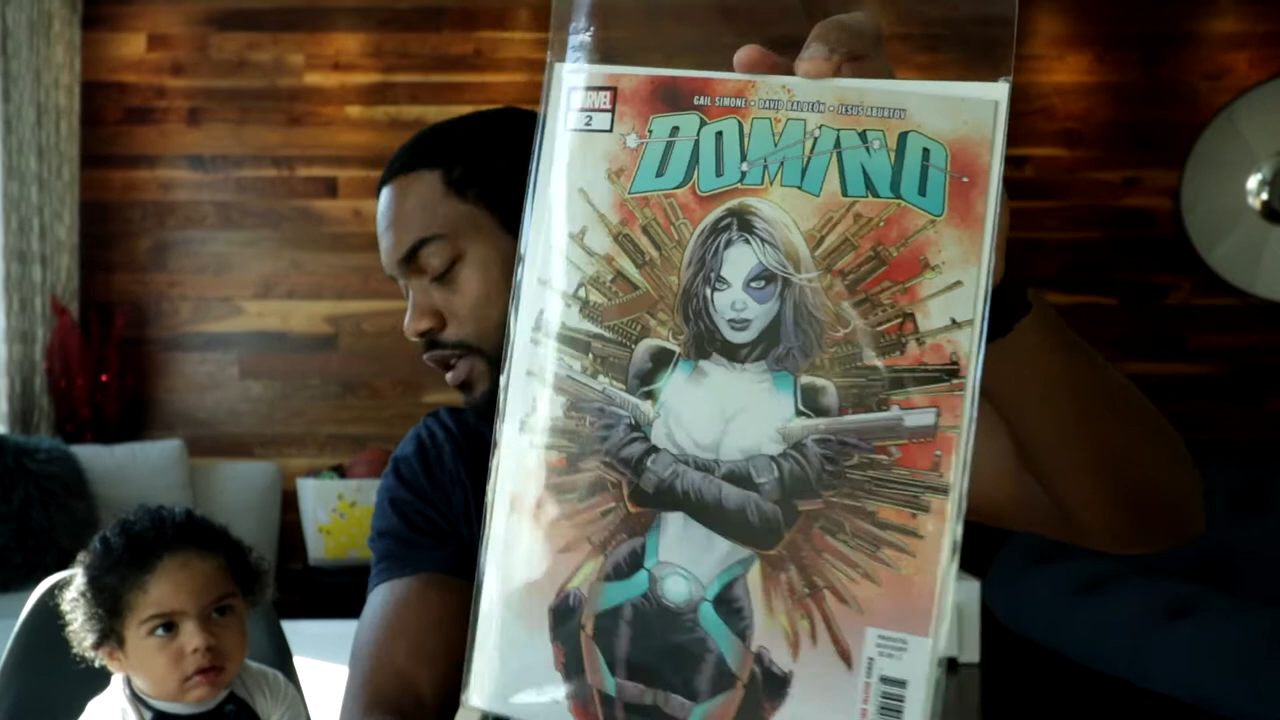 MARVEL
2
GAIL SIMONE • DAVID BALDEÓN • JESUS ABURTOV
DOMINO